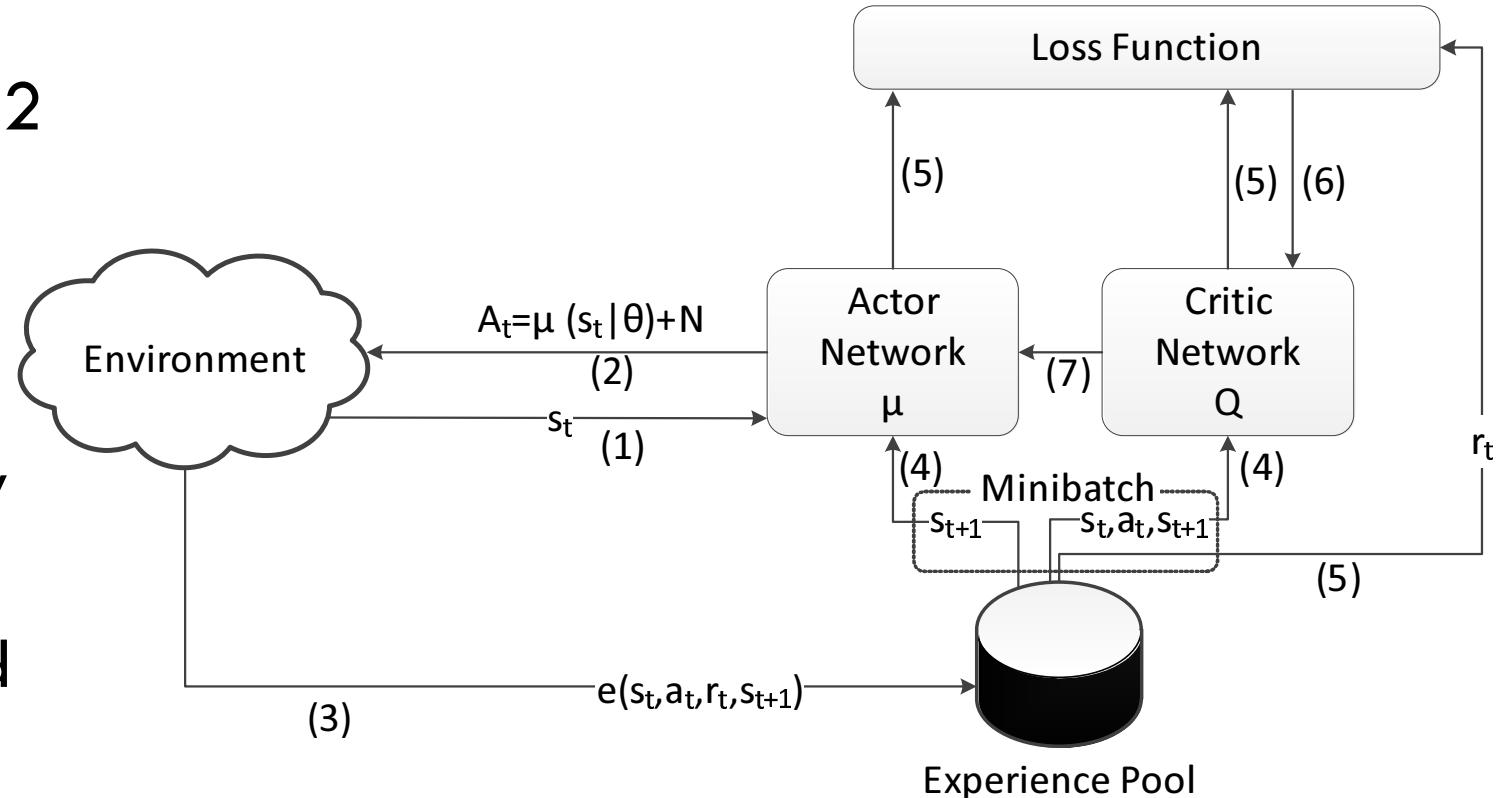 2
Loss Function
(5)
(5)
(6)
Actor
Network
μ
Critic
Network
Q
Environment
Aₜ=μ (sₜ|θ)+N
(2)
sₜ
(1)
(7)
rₜ
(4)
(4)
Minibatch
sₜ₊₁
sₜ,aₜ,sₜ₊₁
(5)
e(sₜ,aₜ,rₜ,sₜ₊₁)
(3)
Experience Pool